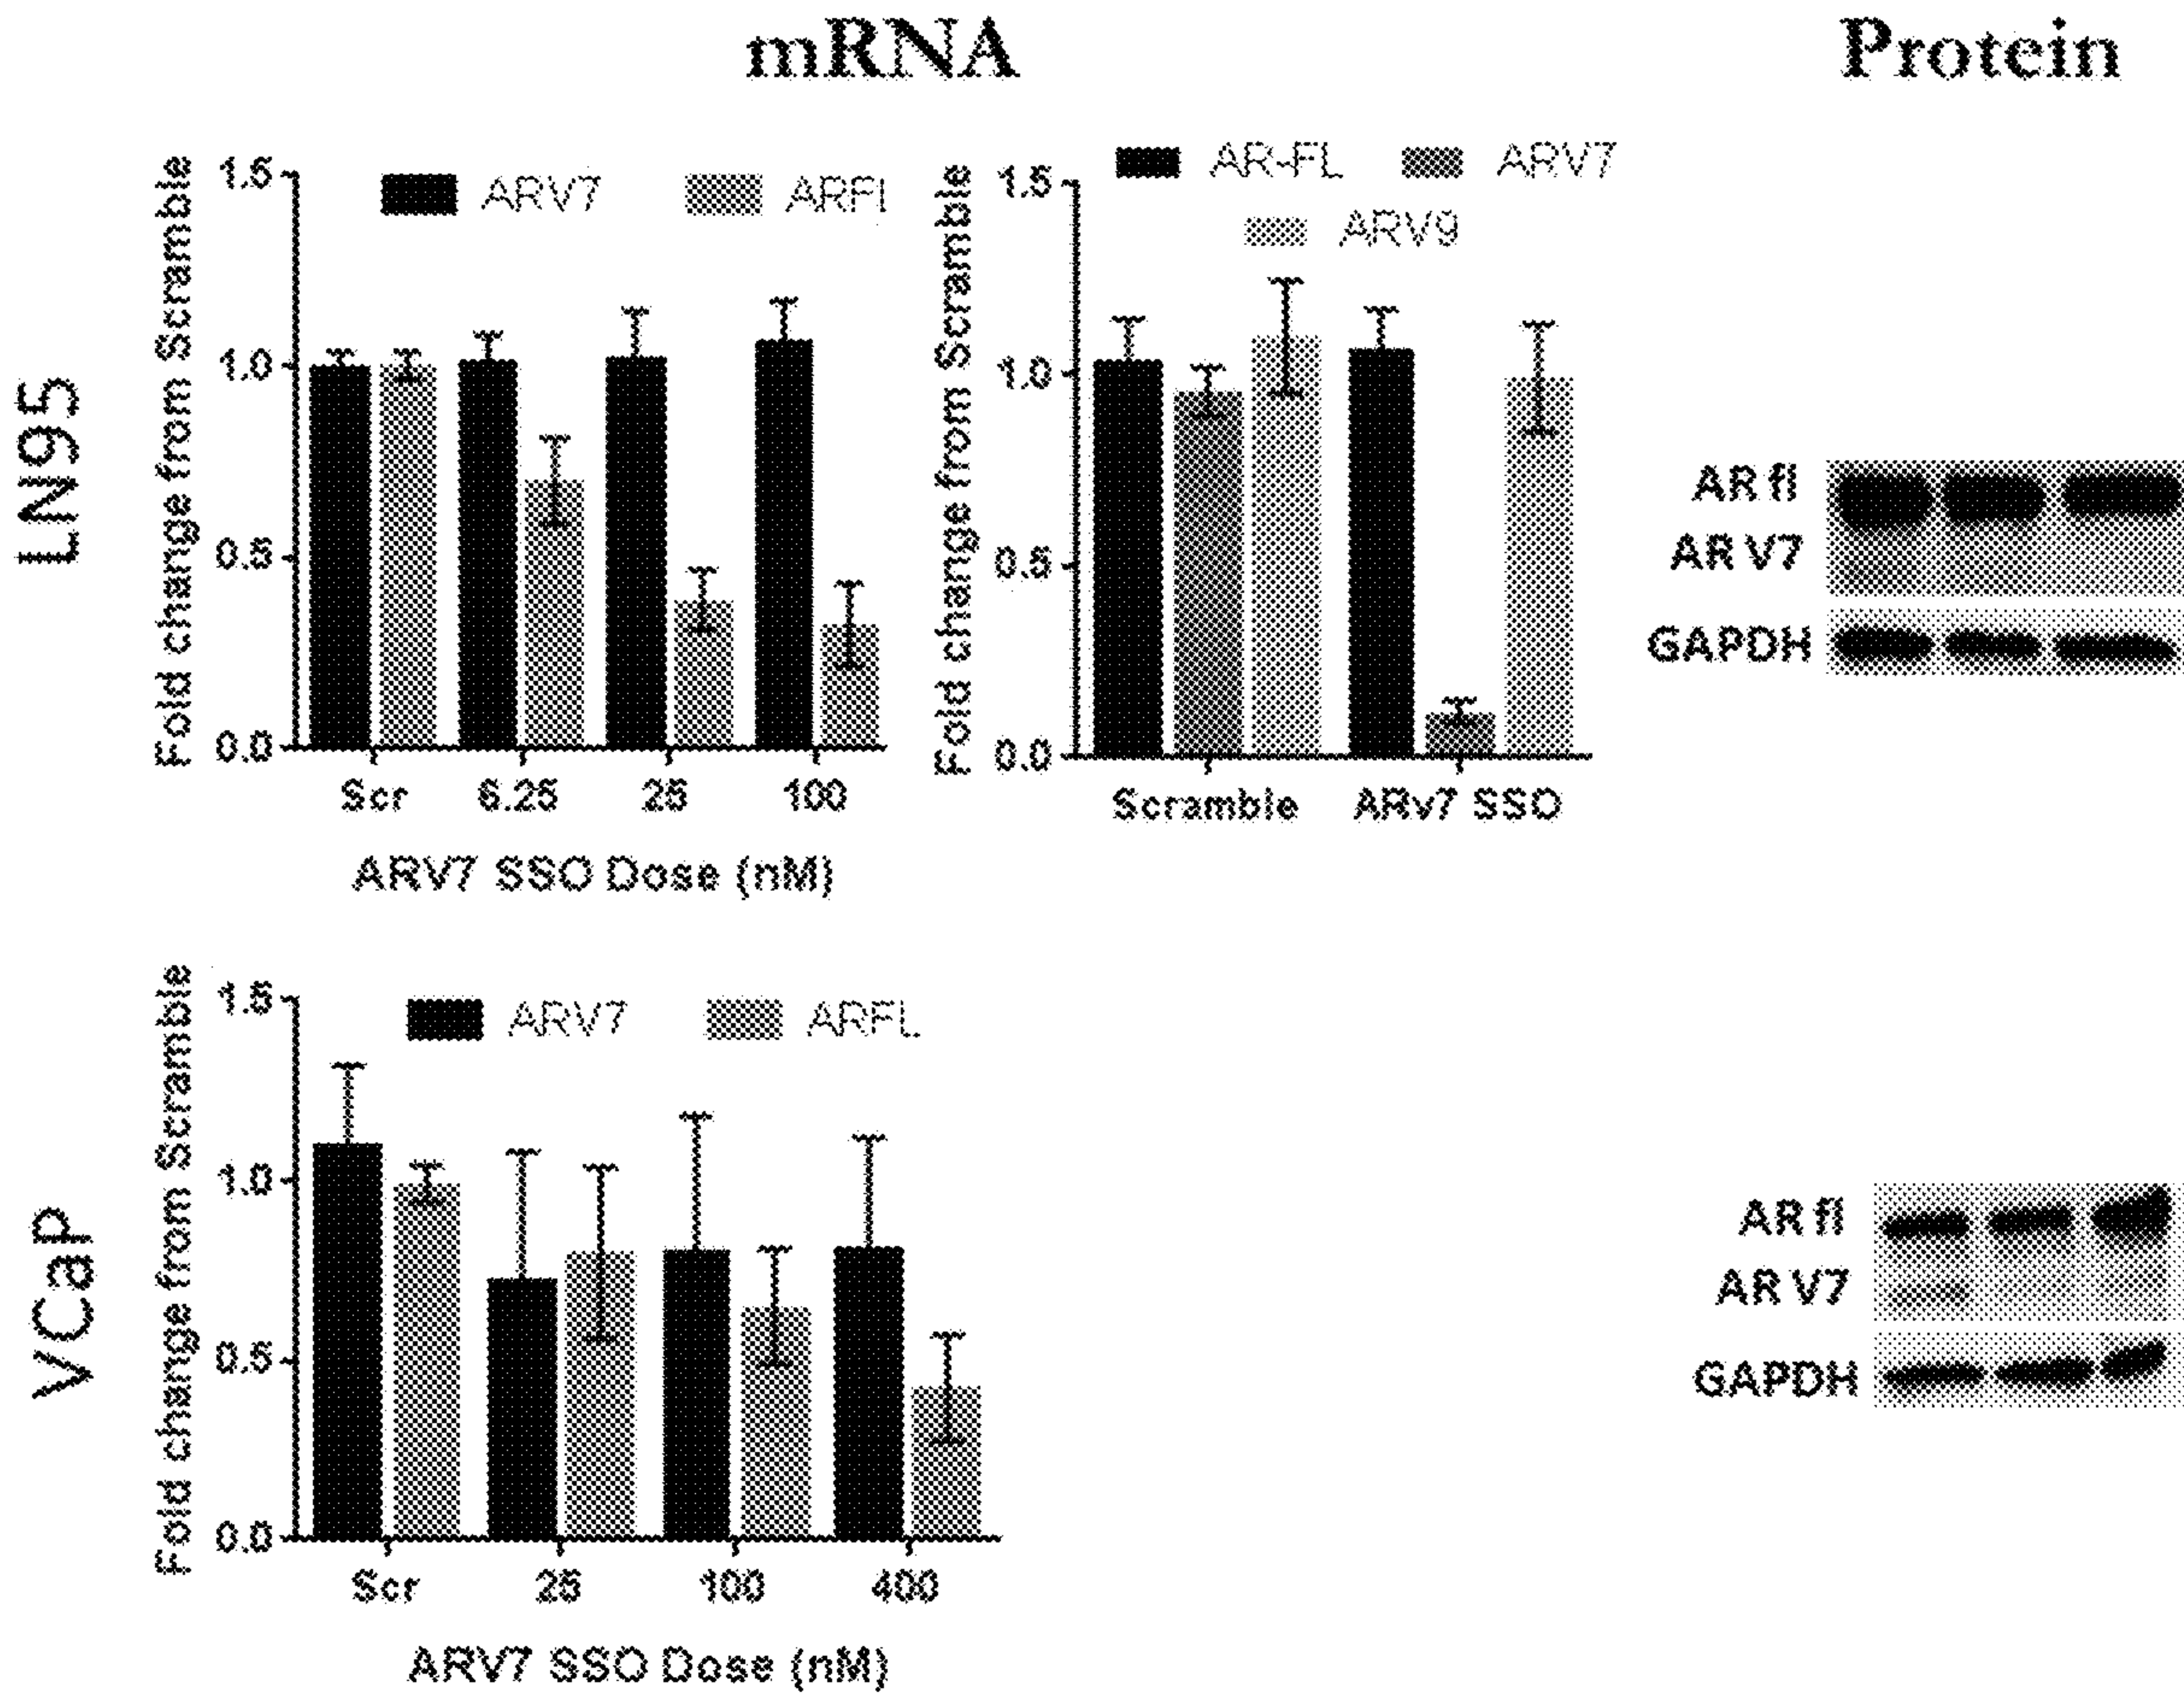 mRNA
Protein
LN95
Fold change from Scramble
1.5
1.0
0.5
0.0
ARV7
ARFl
Scr
6.25
25
100
ARV7 SSO Dose (nM)
Fold change from Scramble
1.5
1.0
0.5
0.0
AR-FL
ARV7
ARV9
Scramble
ARv7 SSO
AR fl
AR V7
GAPDH
VCaP
Fold change from Scramble
1.5
1.0
0.5
0.0
ARV7
ARFL
Scr
25
100
400
ARV7 SSO Dose (nM)
AR fl
AR V7
GAPDH